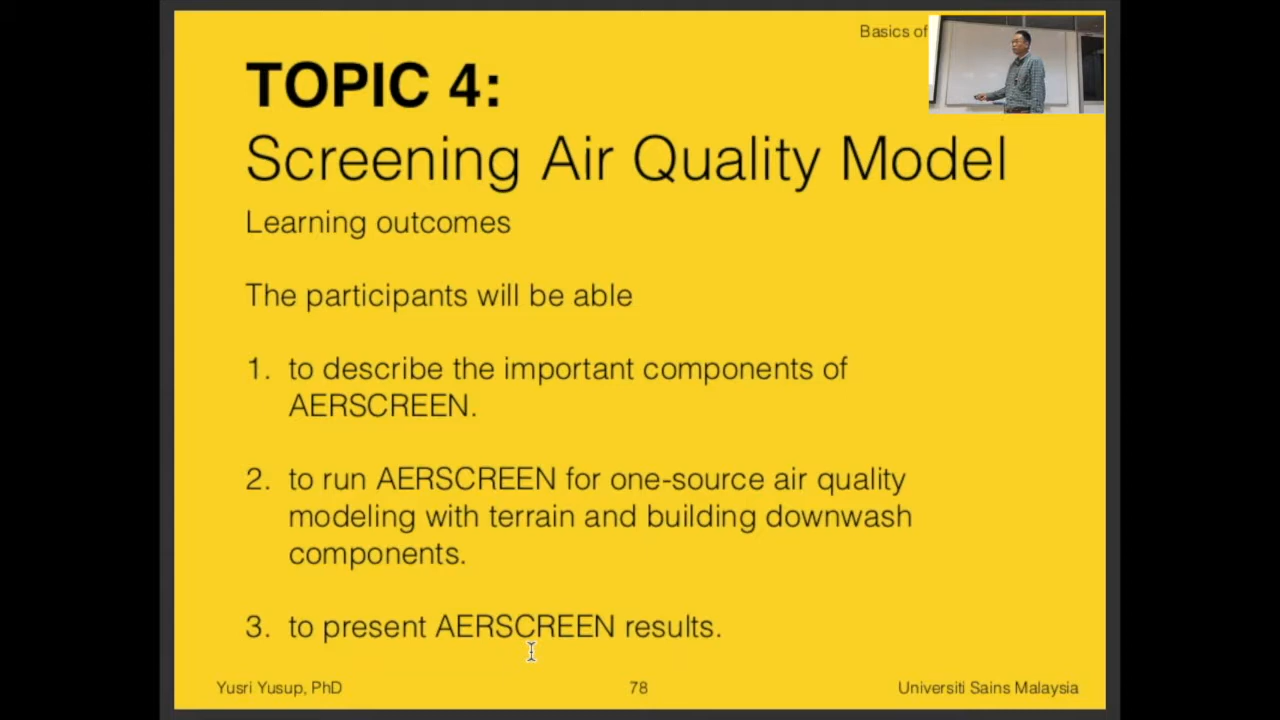 Basics of
TOPIC 4:
Screening Air Quality Model
Learning outcomes
The participants will be able
1. to describe the important components of
AERSCREEN.
2. to run AERSCREEN for one-source air quality
modeling with terrain and building downwash
components.
3. to present AERSCREEN results.
Yusri Yusup, PhD
78
Universiti Sains Malaysia